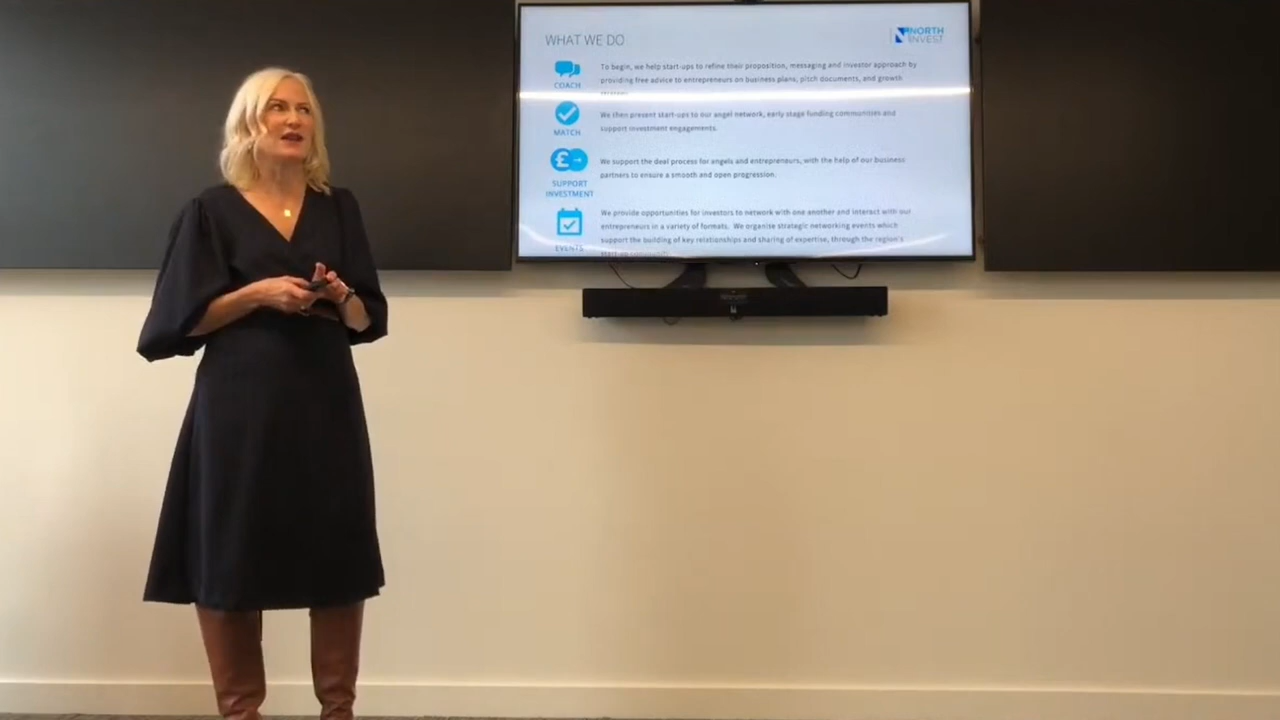 WHAT WE DO
NORTH
INVEST
COACH
To begin, we help start-ups to refine their proposition, messaging and investor approach by
providing free advice to entrepreneurs on business plans, pitch documents, and growth
MATCH
We then present start-ups to our angel network, early stage funding communities and
support investment engagements.
£
SUPPORT
INVESTMENT
We support the deal process for angels and entrepreneurs, with the help of our business
partners to ensure a smooth and open progression.
EVENTS
We provide opportunities for investors to network with one another and interact with our
entrepreneurs in a variety of formats. We organise strategic networking events which
support the building of key relationships and sharing of expertise, through the region's